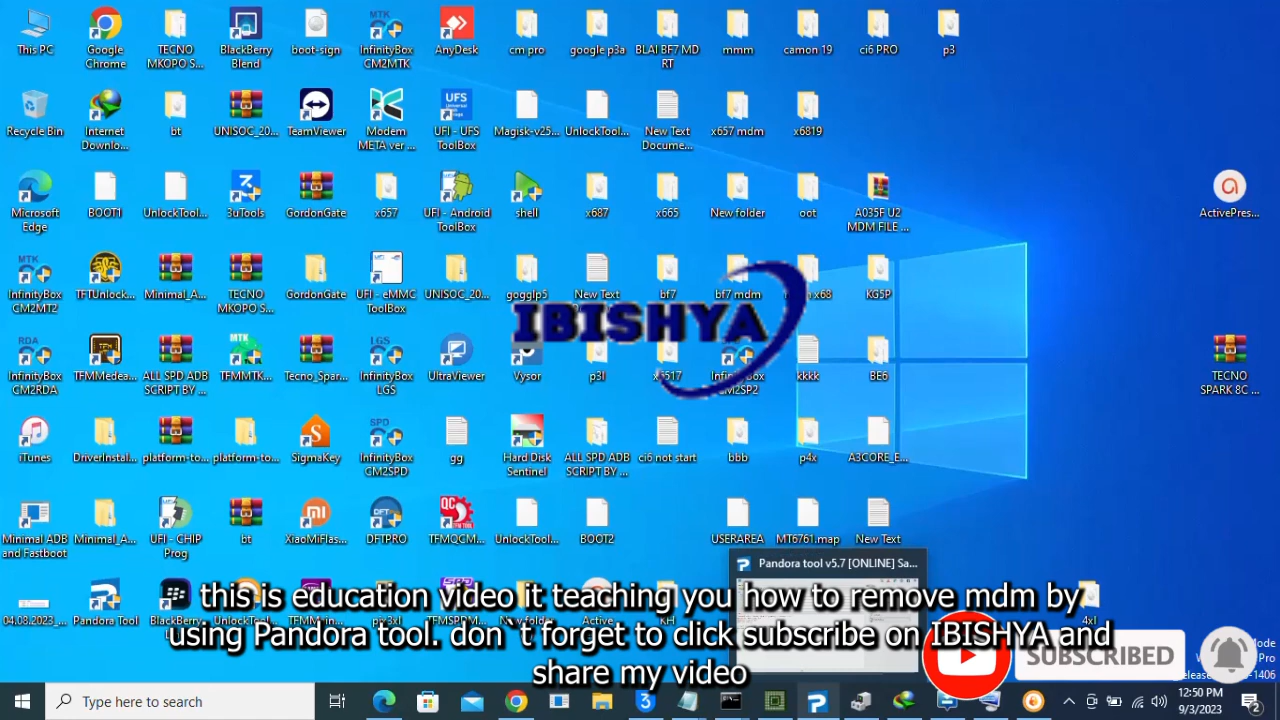 This PC
Google Chrome
TECNO MKOPO S...
BlackBerry Blend
boot-sign
InfinityBox CM2MTK
AnyDesk
cm pro
google p3a
BLAI BF7 MD RT
mmm
camon 19
ci6 PRO
p3
Recycle Bin
Internet Downlo...
bt
UNISOC_20...
TeamViewer
Modem META ver ...
UFI - UFS ToolBox
Magisk-v25...
UnlockTool...
New Text Docume...
x657 mdm
x6819
Microsoft Edge
BOOT1
UnlockTool...
3uTools
GordonGate
x657
UFI - Android ToolBox
shell
x687
x665
New folder
oot
A035F U2 MDM FILE ...
ActivePres...
InfinityBox CM2MT2
TFTUnlock...
Minimal_A...
TECNO MKOPO S...
GordonGate
UFI - eMMC ToolBox
UNISOC_20...
gogglp5
New Text
bf7
bf7 mdm
x68
KG5P
IBISHYA
InfinityBox CM2RDA
TFMMedea...
ALL SPD ADB SCRIPT BY ...
TFMMTK...
Tecno_Spar...
InfinityBox LGS
UltraViewer
Vysor
p3l
InfinityBox CM2SP2
kkkk
BE6
TECNO SPARK 8C ...
iTunes
DriverInstal...
platform-to...
platform-to...
SigmaKey
InfinityBox CM2SPD
gg
Hard Disk Sentinel
ALL SPD ADB SCRIPT BY ...
ci6 not start
bbb
p4x
A3CORE_E...
Minimal ADB and Fastboot
Minimal_A...
UFI - CHIP Prog
bt
XiaoMiFlas...
DFTPRO
TFMQCM...
UnlockTool...
BOOT2
USERAREA
MT6761.map
New Text
Pandora tool v5.7 [ONLINE] Sa...
04.08.2023_...
Pandora Tool
4xl
this is education video it teaching you how to remove mdm by
using Pandora tool. don`t forget to click subscribe on IBISHYA and
share my video
SUBSCRIBED
Type here to search
12:50 PM
9/3/2023